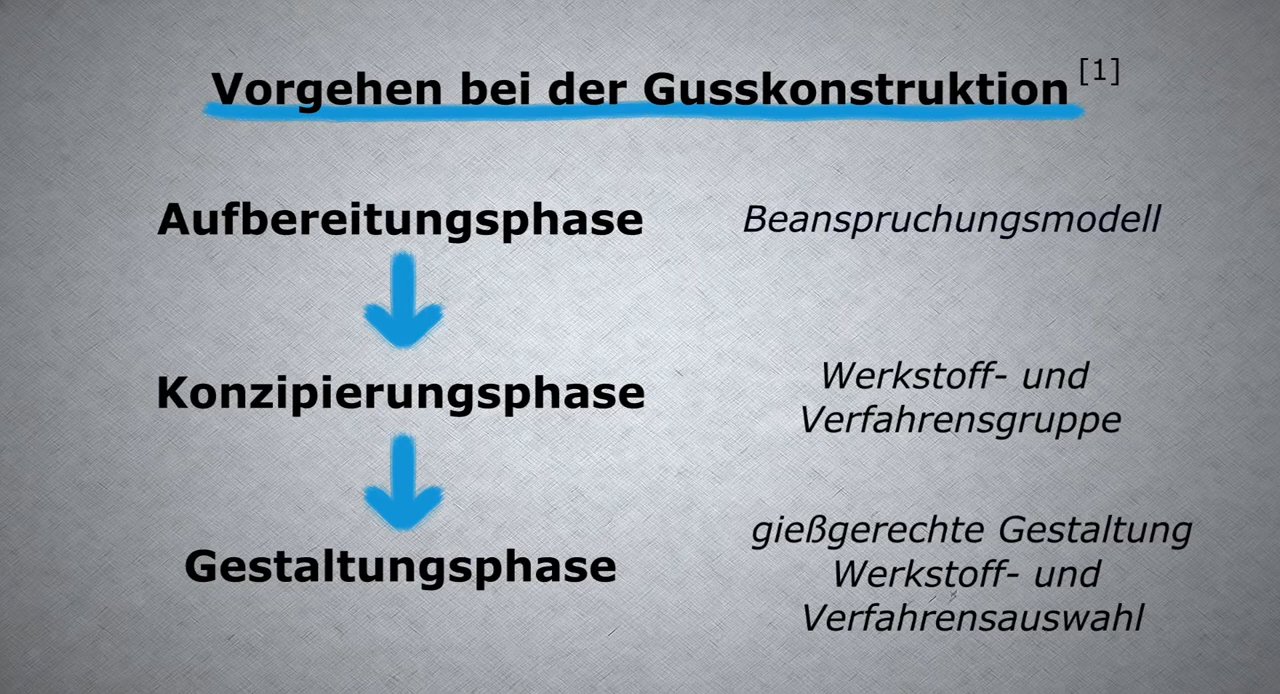 Vorgehen bei der Gusskonstruktion [1]
Aufbereitungsphase
Beanspruchungsmodell
Konzipierungsphase
Werkstoff- und
Verfahrensgruppe
Gestaltungsphase
gießgerechte Gestaltung
Werkstoff- und
Verfahrensauswahl